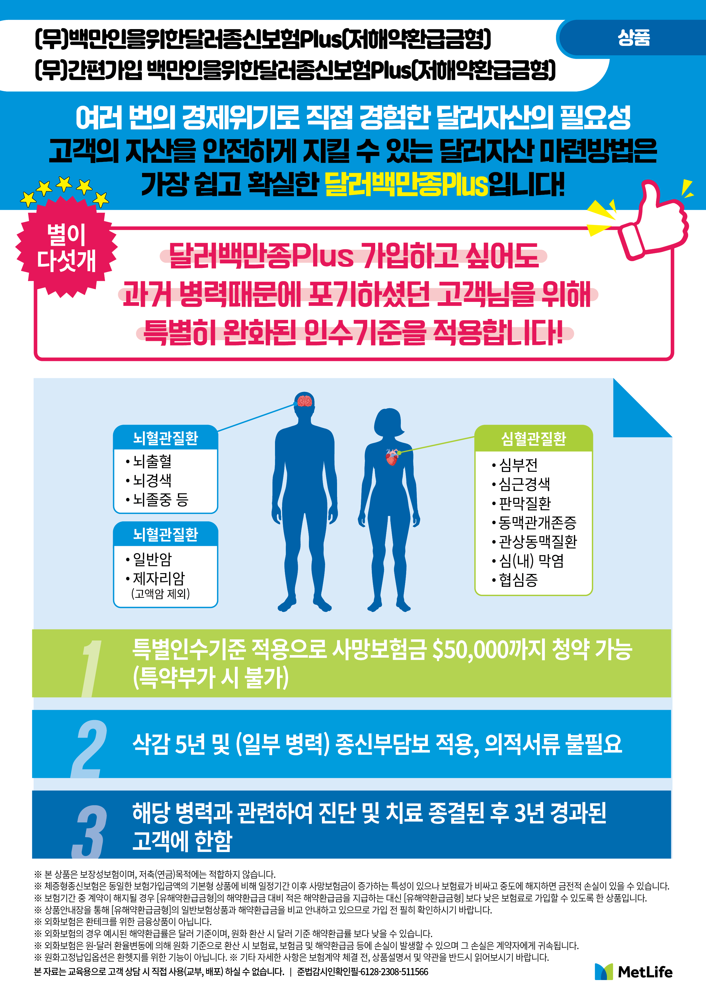 (무)백만인을위한달러종신보험Plus(저해약환급금형)
상품
(무)간편가입 백만인을위한달러종신보험Plus(저해약환급금형)
여러 번의 경제위기로 직접 경험한 달러자산의 필요성
고객의 자산을 안전하게 지킬 수 있는 달러자산 마련방법은
가장 쉽고 확실한 달러백만종Plus입니다!
별이
다섯개
달러백만종Plus 가입하고 싶어도
과거 병력때문에 포기하셨던 고객님을 위해
특별히 완화된 인수기준을 적용합니다!
뇌혈관질환
• 뇌출혈
• 뇌경색
• 뇌졸중 등
뇌혈관질환
• 일반암
• 제자리암
(고액암 제외)
심혈관질환
• 심부전
• 심근경색
• 판막질환
• 동맥관개존증
• 관상동맥질환
• 심(내) 막염
• 협심증
1
특별인수기준 적용으로 사망보험금 $50,000까지 청약 가능
(특약부가 시 불가)
2
삭감 5년 및 (일부 병력) 종신부담보 적용, 의적서류 불필요
3
해당 병력과 관련하여 진단 및 치료 종결된 후 3년 경과된
고객에 한함
※ 본 상품은 보장성보험이며, 저축(연금)목적에는 적합하지 않습니다.
※ 체증형종신보험은 동일한 보험가입금액의 기본형 상품에 비해 일정기간 이후 사망보험금이 증가하는 특성이 있으나 보험료가 비싸고 중도에 해지하면 금전적 손실이 있을 수 있습니다.
※ 보험기간 중 계약이 해지될 경우 [유해약환급금형]의 해약환급금 대비 적은 해약환급금을 지급하는 대신 [유해약환급금형] 보다 낮은 보험료로 가입할 수 있도록 한 상품입니다.
※ 상품안내장을 통해 [유해약환급금형]의 일반보험상품과 해약환급금을 비교 안내하고 있으므로 가입 전 필히 확인하시기 바랍니다.
※ 외화보험은 환테크를 위한 금융상품이 아닙니다.
※ 외화보험의 경우 예시된 해약환급률은 달러 기준이며, 원화 환산 시 달러 기준 해약환급률 보다 낮을 수 있습니다.
※ 외화보험은 원-달러 환율변동에 의해 원화 기준으로 환산 시 보험료, 보험금 및 해약환급금 등에 손실이 발생할 수 있으며 그 손실은 계약자에게 귀속됩니다.
※ 원화고정납입옵션은 환헷지를 위한 기능이 아닙니다. ※ 기타 자세한 사항은 보험계약 체결 전, 상품설명서 및 약관을 반드시 읽어보시기 바랍니다.
본 자료는 교육용으로 고객 상담 시 직접 사용(교부, 배포) 하실 수 없습니다. | 준법감시인확인필-6128-2308-511566
MetLife